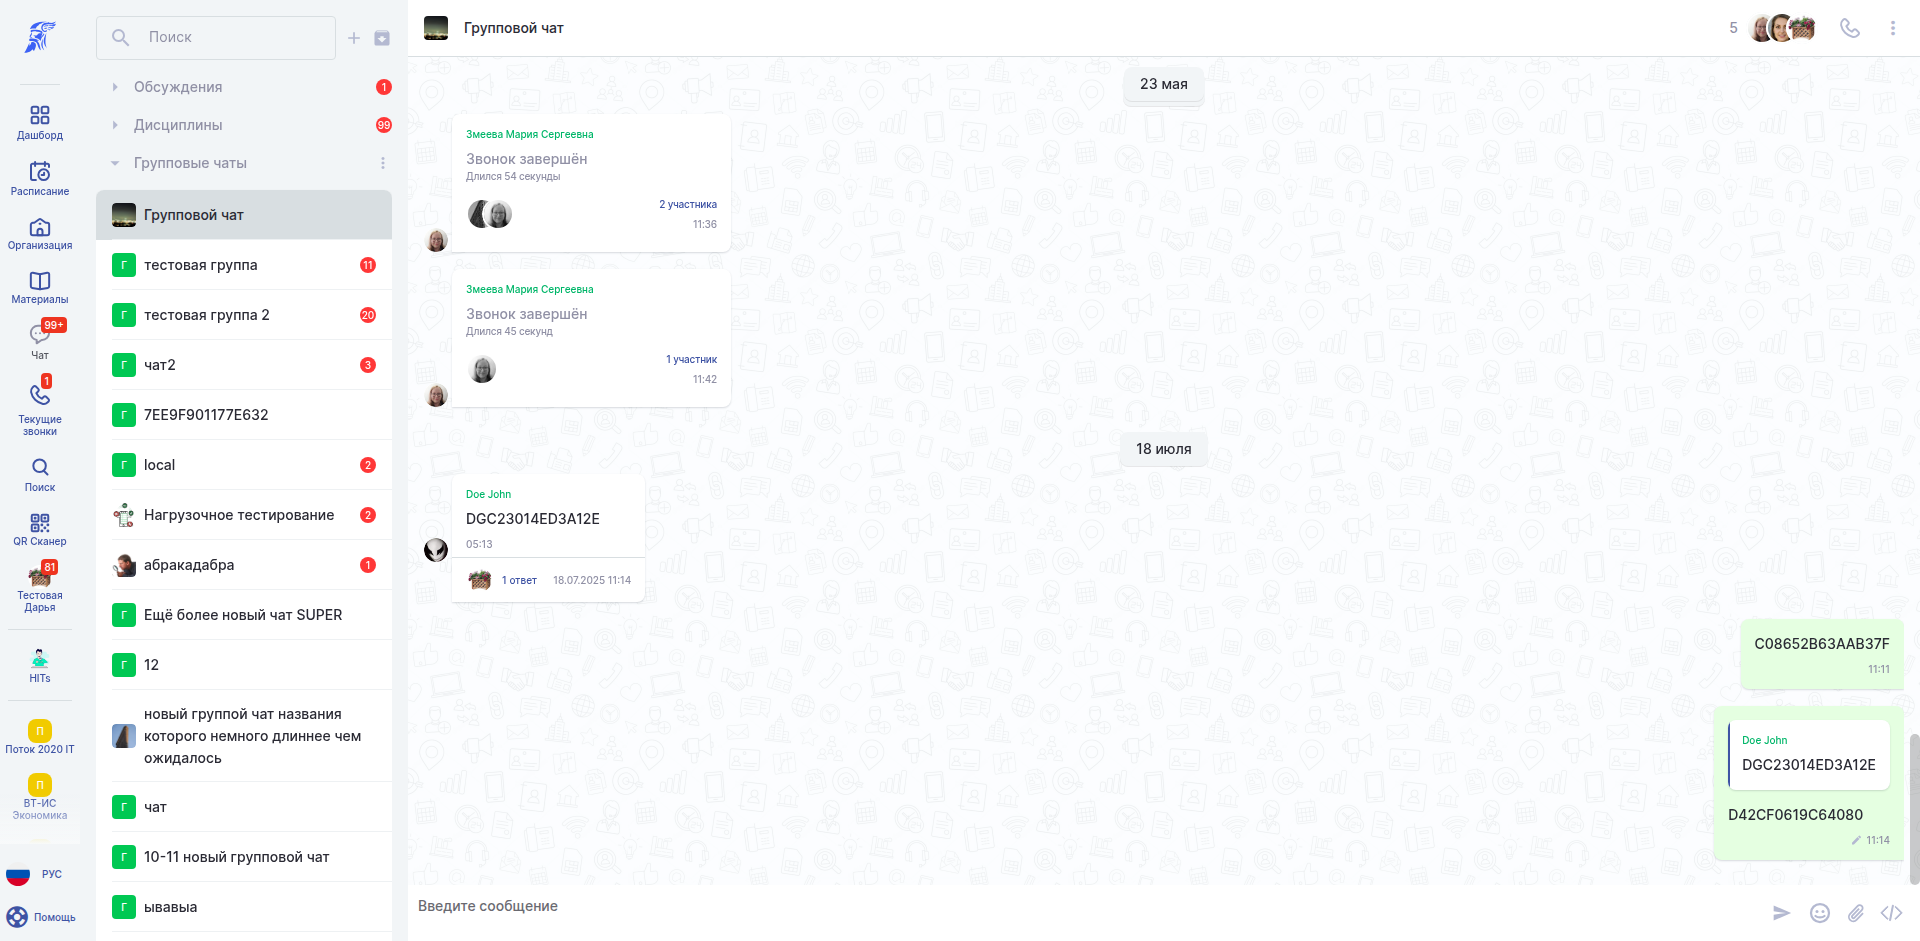 Дашборд
Расписание
Организация
Материалы
99+
Чат
1
Текущие
звонки
Поиск
QR Сканер
81
Тестовая
Дарья
HITs
П
Поток 2020 IT
П
ВТ-ИС
Экономика
РУС
Помощь
Поиск
Обсуждения
1
Дисциплины
99
Групповые чаты
Групповой чат
Г
тестовая группа
11
Г
тестовая группа 2
20
Г
чат2
3
Г
7EE9F901177E632
Г
local
2
Нагрузочное тестирование
2
абракадабра
1
Г
Ещё более новый чат SUPER
Г
12
новый группой чат названия
которого немного длиннее чем
ожидалось
Г
чат
Г
10-11 новый групповой чат
Г
ывавыа
Групповой чат
5
23 мая
Змеева Мария Сергеевна
Звонок завершён
Длился 54 секунды
2 участника
11:36
Змеева Мария Сергеевна
Звонок завершён
Длился 45 секунд
1 участник
11:42
18 июля
Doe John
DGC23014ED3A12E
05:13
1 ответ 18.07.2025 11:14
C08652B63AAB37F
11:11
Doe John
DGC23014ED3A12E
D42CF0619C64080
11:14
Введите сообщение